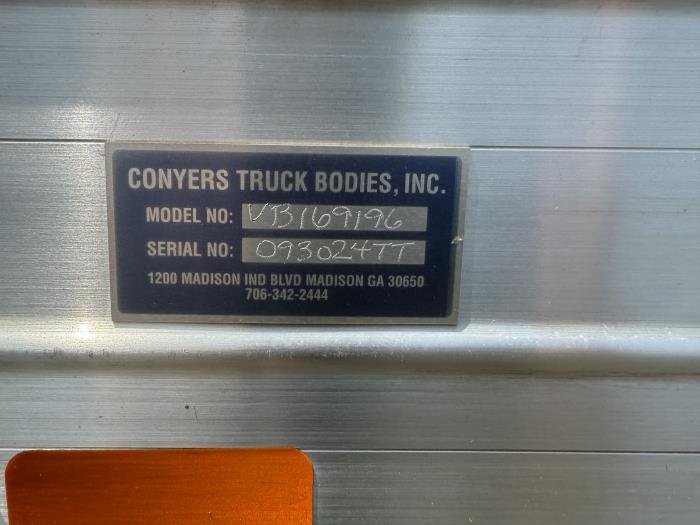 CONYERS TRUCK BODIES, INC.
MODEL NO: VB169196
SERIAL NO: 0930247T
1200 MADISON IND BLVD MADISON GA 30650
706-342-2444